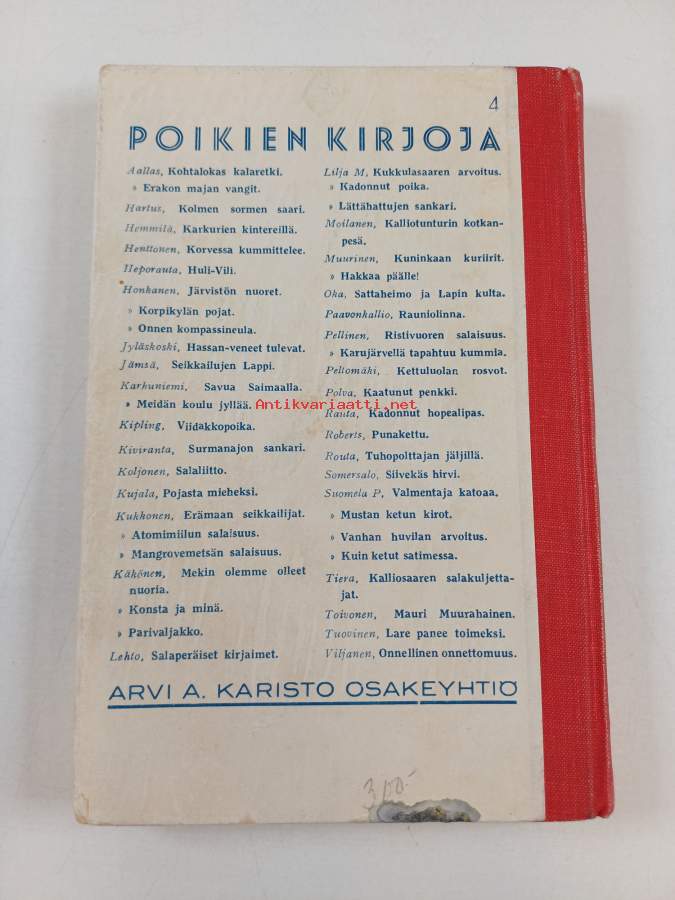 4
POIKIEN KIRJOJA
Aallas, Kohtalokas kalaretki.
» Erakon majan vangit.
Hartus, Kolmen sormen saari.
Hemmilä, Karkurien kintereillä.
Henttonen, Korvessa kummittelee.
Heporauta, Huli-Vili.
Honkanen, Järvistön nuoret.
» Korpikylän pojat.
» Onnen kompassineula.
Jyläskoski, Hassan-veneet tulevat.
Jämsä, Seikkailujen Lappi.
Karhuniemi, Savua Saimaalla.
» Meidän koulu jyllää.
Kipling, Viidakkopoika.
Kiviranta, Surmanajon sankari.
Koljonen, Salaliitto.
Kujala, Pojasta mieheksi.
Kukkonen, Erämaan seikkailijat.
» Atomimiilun salaisuus.
» Mangrovemetsän salaisuus.
Kähönen, Mekin olemme olleet
nuoria.
» Konsta ja minä.
» Parivaljakko.
Lehto, Salaperäiset kirjaimet.
Lilja M, Kukkulasaaren arvoitus.
» Kadonnut poika.
» Lättähattujen sankari.
Moilanen, Kalliotunturin kotkan-
pesä.
Muurinen, Kuninkaan kuriirit.
» Hakkaa päälle!
Oka, Sattaheimo ja Lapin kulta.
Paavonkallio, Rauniolinna.
Pellinen, Ristivuoren salaisuus.
» Karujärvellä tapahtuu kummia.
Peltomäki, Kettuluolan rosvot.
Polva, Kaatunut penkki.
Rauta, Kadonnut hopealipas.
Roberts, Punakettu.
Routa, Tuhopolttajan jäljillä.
Somersalo, Siivekäs hirvi.
Suomela P, Valmentaja katoaa.
» Mustan ketun kirot.
» Vanhan huvilan arvoitus.
» Kuin ketut satimessa.
Tiera, Kalliosaaren salakuljetta-
jat.
Toivonen, Mauri Muurahainen.
Tuovinen, Lare panee toimeksi.
Viljanen, Onnellinen onnettomuus.
Antikvariaatti.net
ARVI A. KARISTO OSAKEYHTIÖ